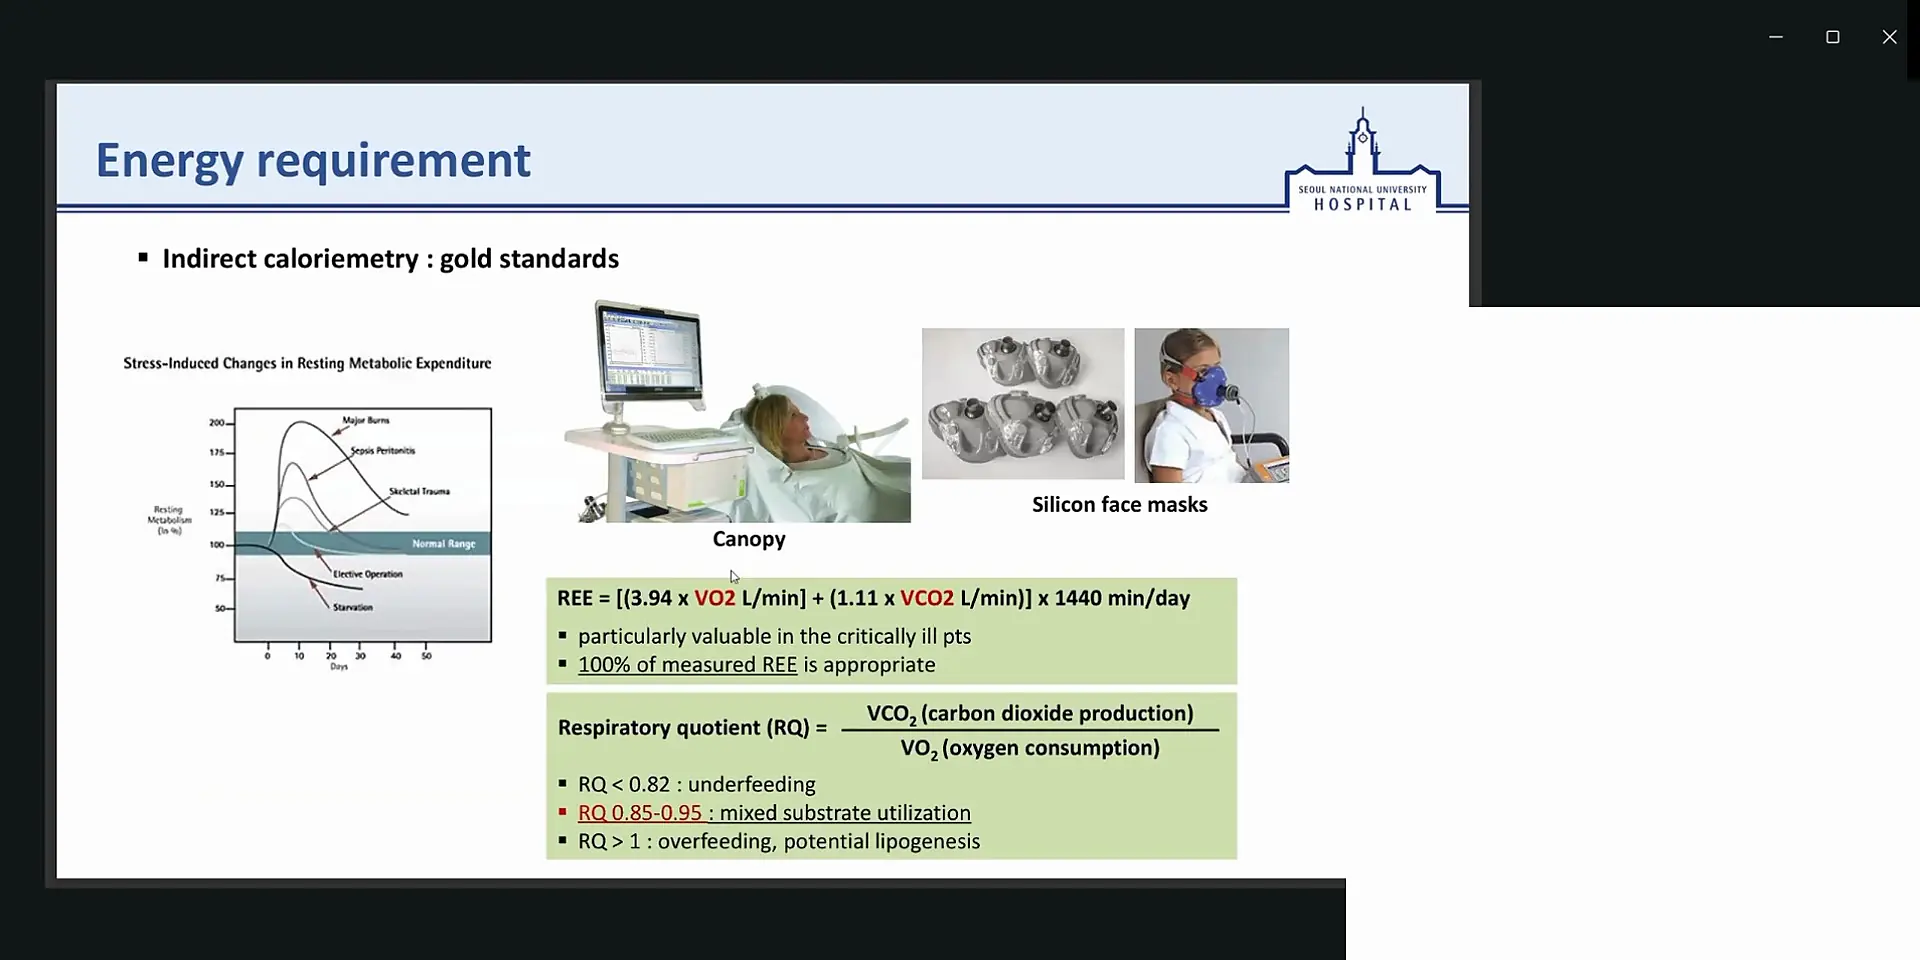 Energy requirement
SEOUL NATIONAL UNIVERSITY
HOSPITAL
▪ Indirect caloriemetry : gold standards
Stress-Induced Changes in Resting Metabolic Expenditure
200
175
150
125
100
75
50
Resting
Metabolism
(In %)
Major Burns
Sepsis Peritonitis
Skeletal Trauma
Normal Range
Elective Operation
Starvation
0 10 20 30 40 50
Days
Canopy
Silicon face masks
REE = [(3.94 x VO2 L/min] + (1.11 x VCO2 L/min)] x 1440 min/day
▪ particularly valuable in the critically ill pts
▪ 100% of measured REE is appropriate
Respiratory quotient (RQ) =
VCO₂ (carbon dioxide production)
VO₂ (oxygen consumption)
▪ RQ < 0.82 : underfeeding
▪ RQ 0.85-0.95 : mixed substrate utilization
▪ RQ > 1 : overfeeding, potential lipogenesis